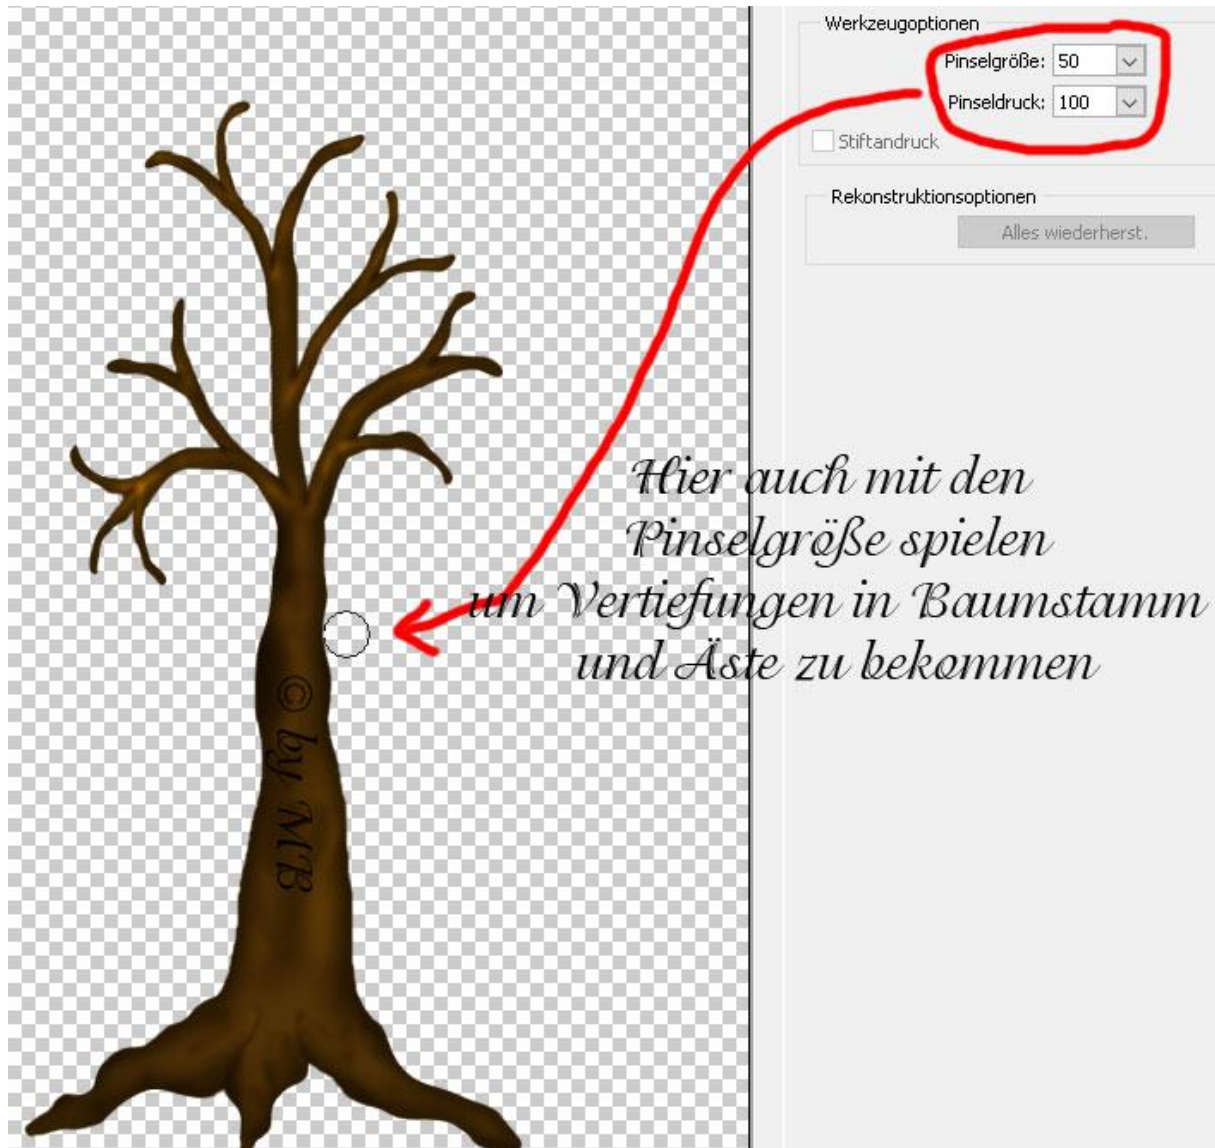 Werkzeugoptionen
Pinselgröße: 50
Pinseldruck: 100
Stiftandruck
Rekonstruktionsoptionen
Alles wiederherst.
Hier auch mit den
Pinselgröße spielen
um Vertiefungen in Baumstamm
und Äste zu bekommen
© by MB